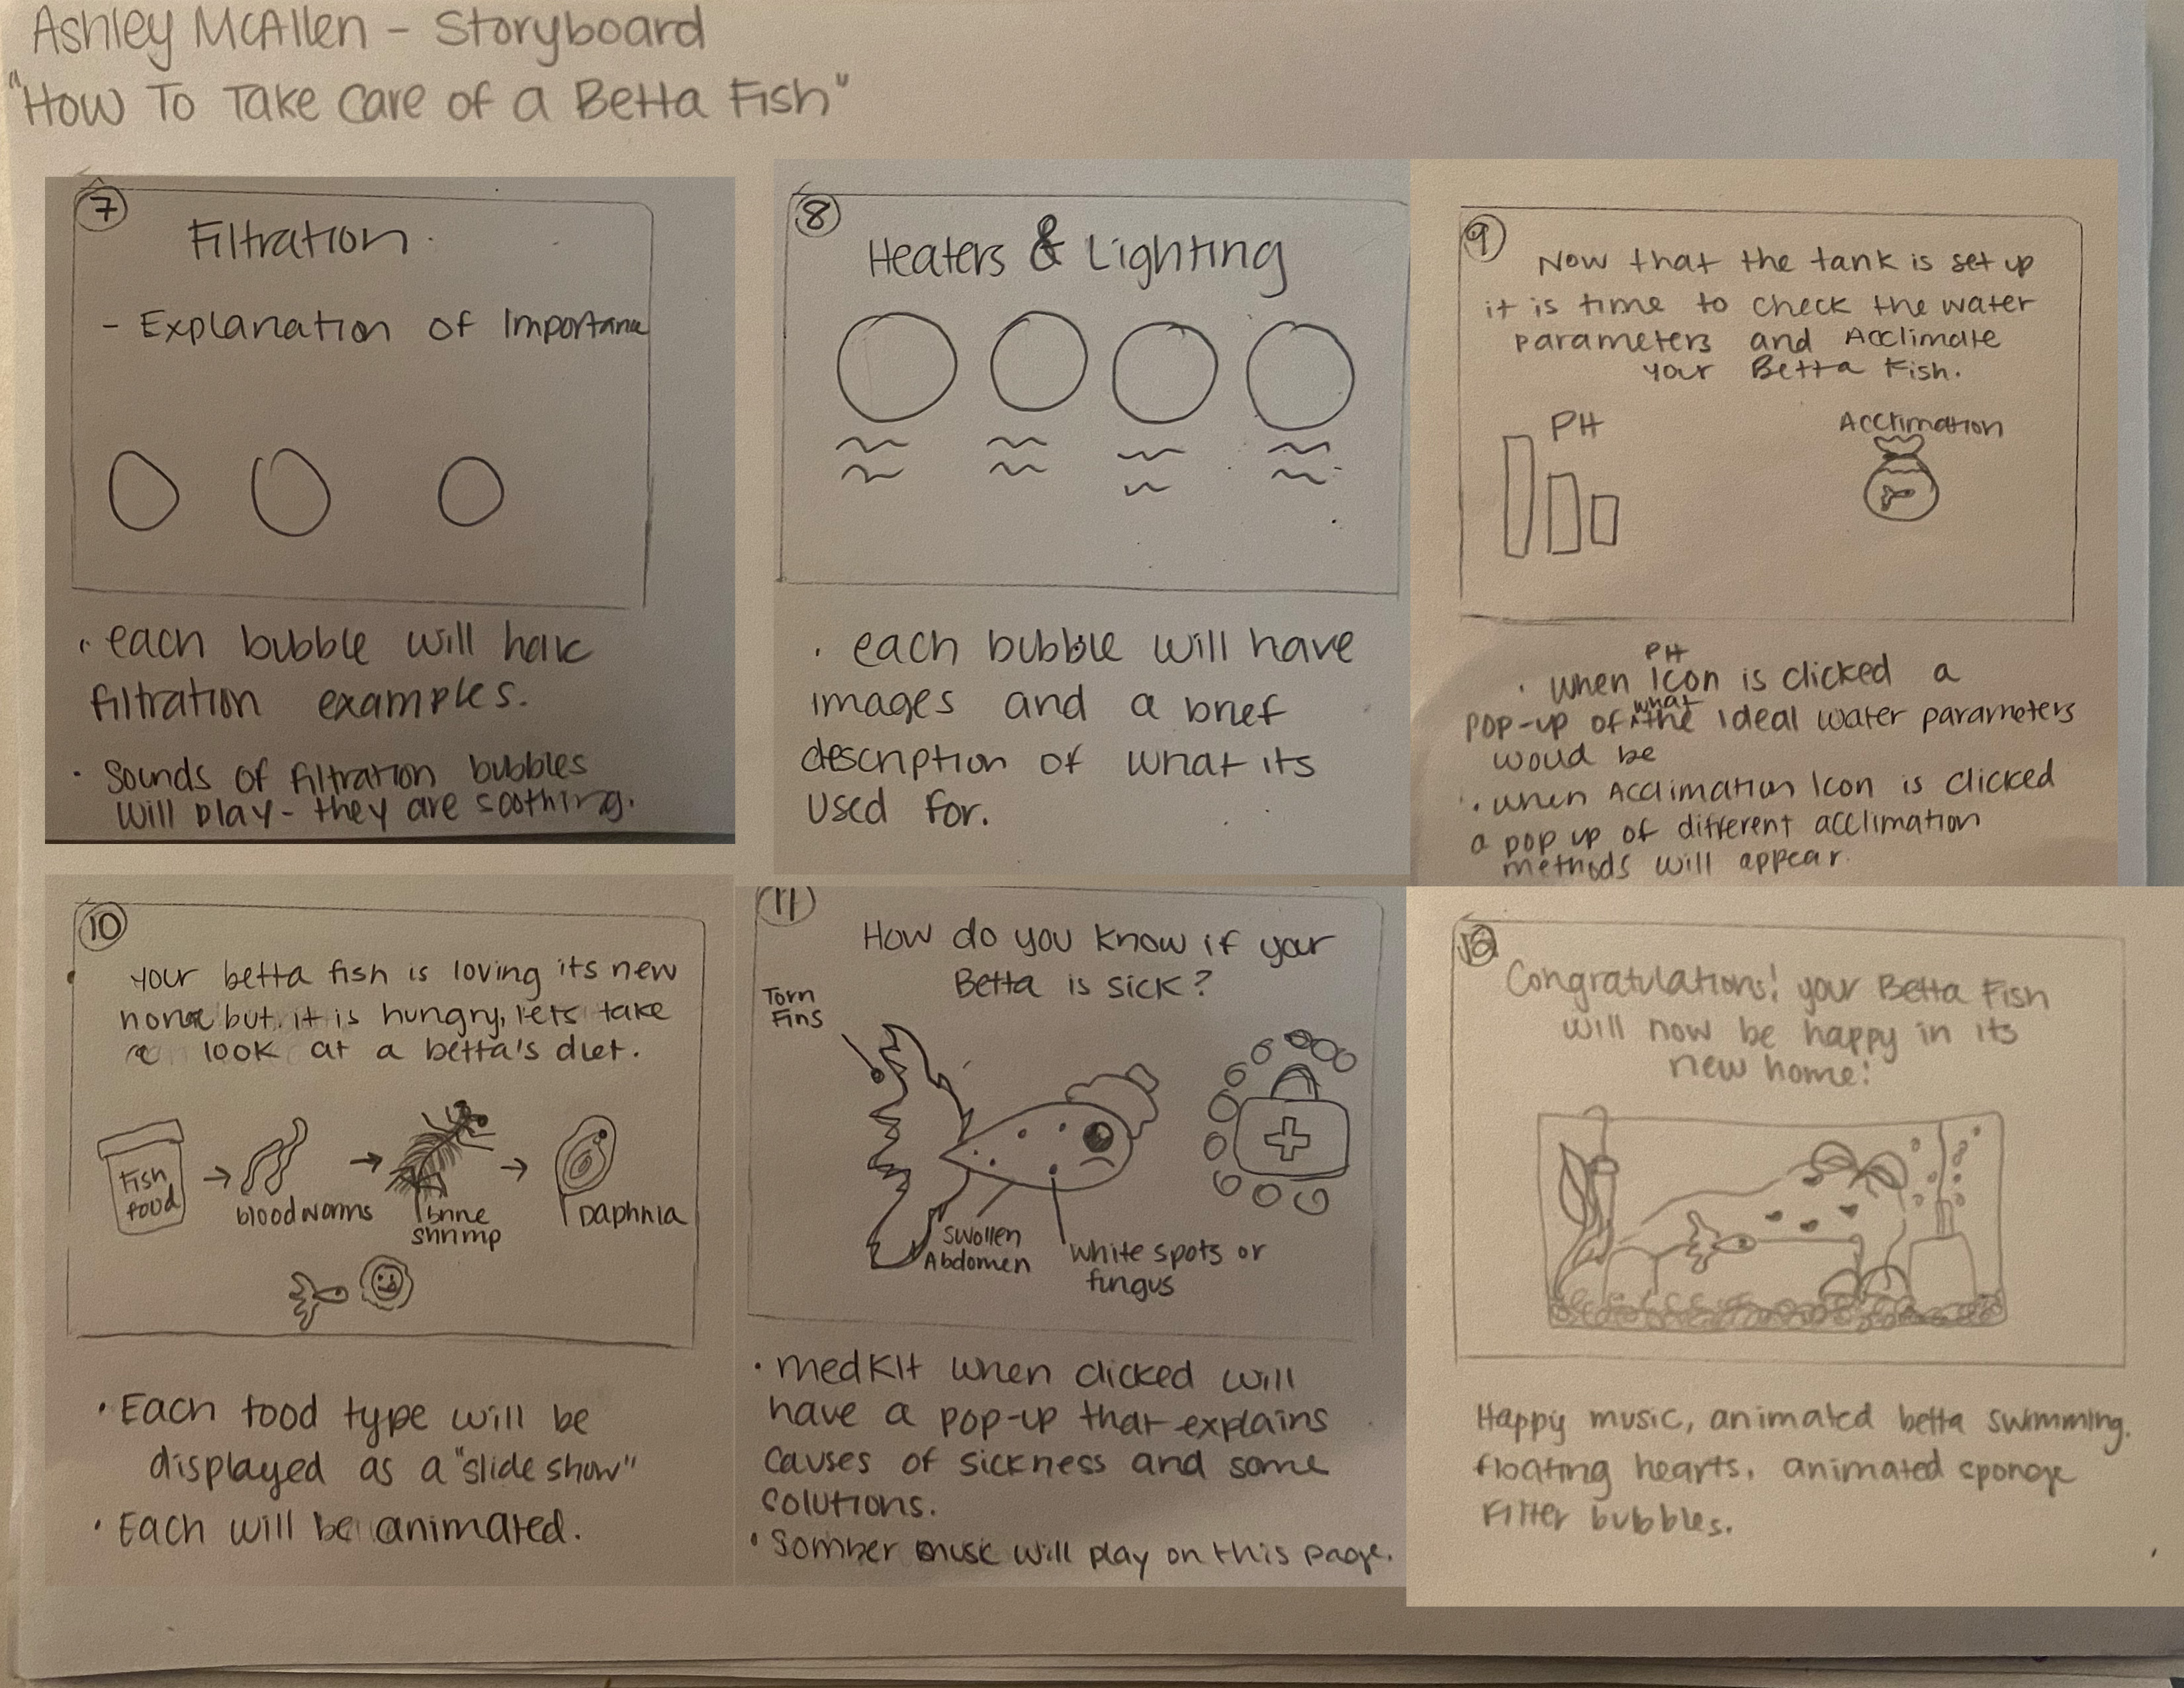 Ashley McAllen - Storyboard
"How To Take Care of a Betta Fish"
7
Filtration
- Explanation of Importance
• each bubble will have
filtration examples.
• Sounds of filtration bubbles
will play - they are soothing.
8
Heaters & Lighting
• each bubble will have
images and a brief
description of what its
used for.
9
Now that the tank is set up
it is time to check the water
parameters and Acclimate
your Betta Fish.
PH
Acclimation
• when PH Icon is clicked a
pop-up of what the ideal water parameters
woud be
• when Acclimation Icon is clicked
a pop up of different acclimation
methods will appear.
10
• your betta fish is loving its new
but it is hungry, lets take
a look at a betta's diet.
Fish
food
bloodworms
brine
shrimp
Daphnia
• Each food type will be
displayed as a "slide show"
• Each will be animated.
11
How do you know if your
Betta is sick?
Torn
Fins
Swollen
Abdomen
white spots or
fungus
• medkit when clicked will
have a pop-up that explains
causes of sickness and some
solutions.
• Somber music will play on this page.
Congratulations! your Betta Fish
will now be happy in its
new home!
Happy music, animated betta swimming.
floating hearts, animated sponge
Filter bubbles.